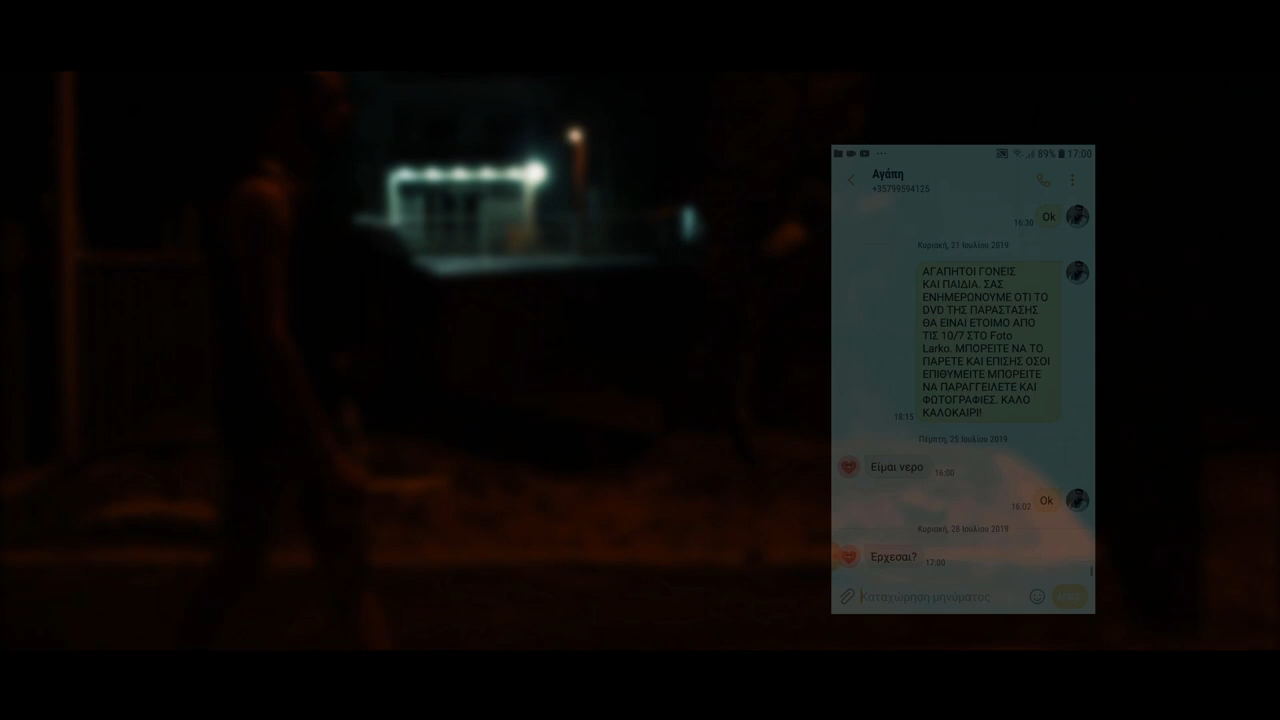 89% 17:00
Αγάπη
+35799594125
Ok
16:30
Κυριακή, 21 Ιουλίου 2019
ΑΓΑΠΗΤΟΙ ΓΟΝΕΙΣ
ΚΑΙ ΠΑΙΔΙΑ. ΣΑΣ
ΕΝΗΜΕΡΩΝΟΥΜΕ ΟΤΙ ΤΟ
DVD ΤΗΣ ΠΑΡΑΣΤΑΣΗΣ
ΘΑ ΕΙΝΑΙ ΕΤΟΙΜΟ ΑΠΟ
ΤΙΣ 10/7 ΣΤΟ Foto
Larko. ΜΠΟΡΕΙΤΕ ΝΑ ΤΟ
ΠΑΡΕΤΕ ΚΑΙ ΕΠΙΣΗΣ ΟΣΟΙ
ΕΠΙΘΥΜΕΙΤΕ ΜΠΟΡΕΙΤΕ
ΝΑ ΠΑΡΑΓΓΕΙΛΕΤΕ ΚΑΙ
ΦΩΤΟΓΡΑΦΙΕΣ. ΚΑΛΟ
ΚΑΛΟΚΑΙΡΙ!
18:15
Πέμπτη, 25 Ιουλίου 2019
Είμαι νερο
16:00
Ok
16:02
Κυριακή, 28 Ιουλίου 2019
Έρχεσαι?
17:00
Καταχώρηση μηνύματος